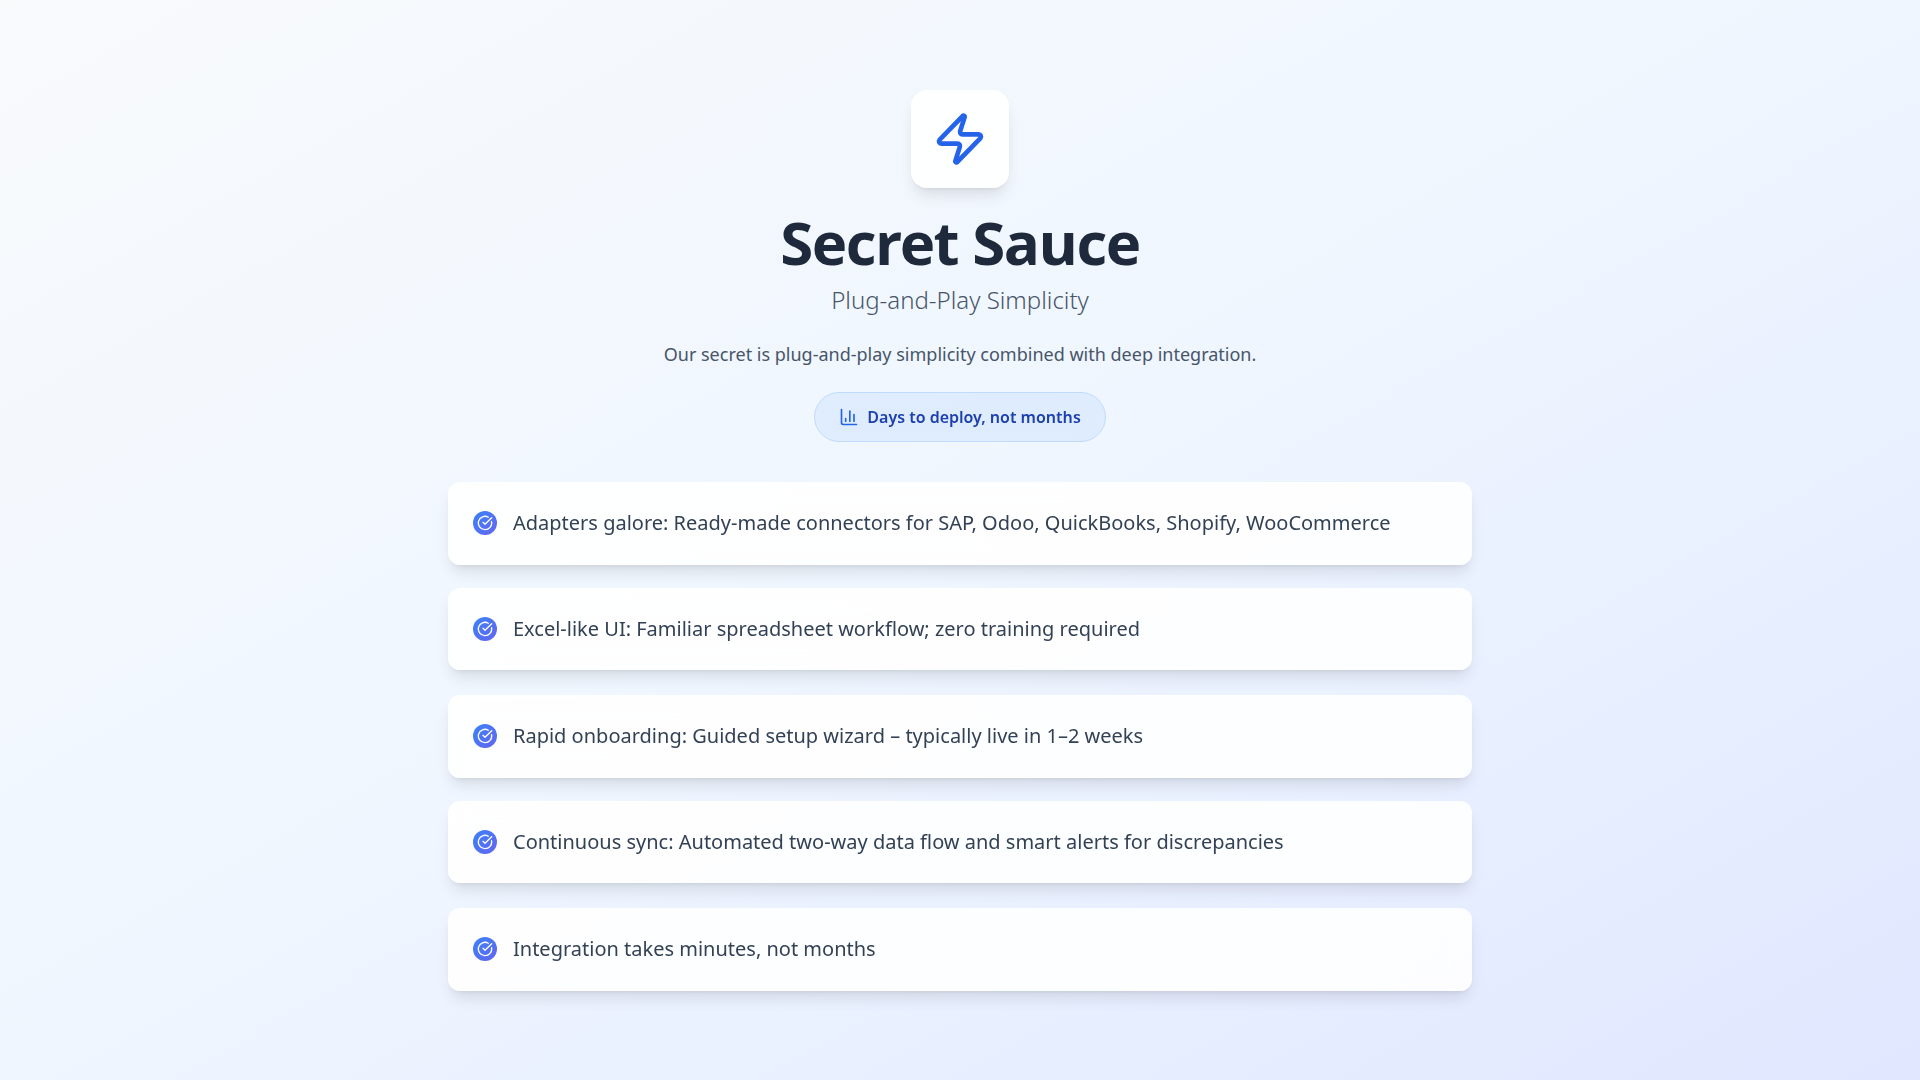 Secret Sauce
Plug-and-Play Simplicity
Our secret is plug-and-play simplicity combined with deep integration.
Days to deploy, not months
Adapters galore: Ready-made connectors for SAP, Odoo, QuickBooks, Shopify, WooCommerce
Excel-like UI: Familiar spreadsheet workflow; zero training required
Rapid onboarding: Guided setup wizard – typically live in 1–2 weeks
Continuous sync: Automated two-way data flow and smart alerts for discrepancies
Integration takes minutes, not months